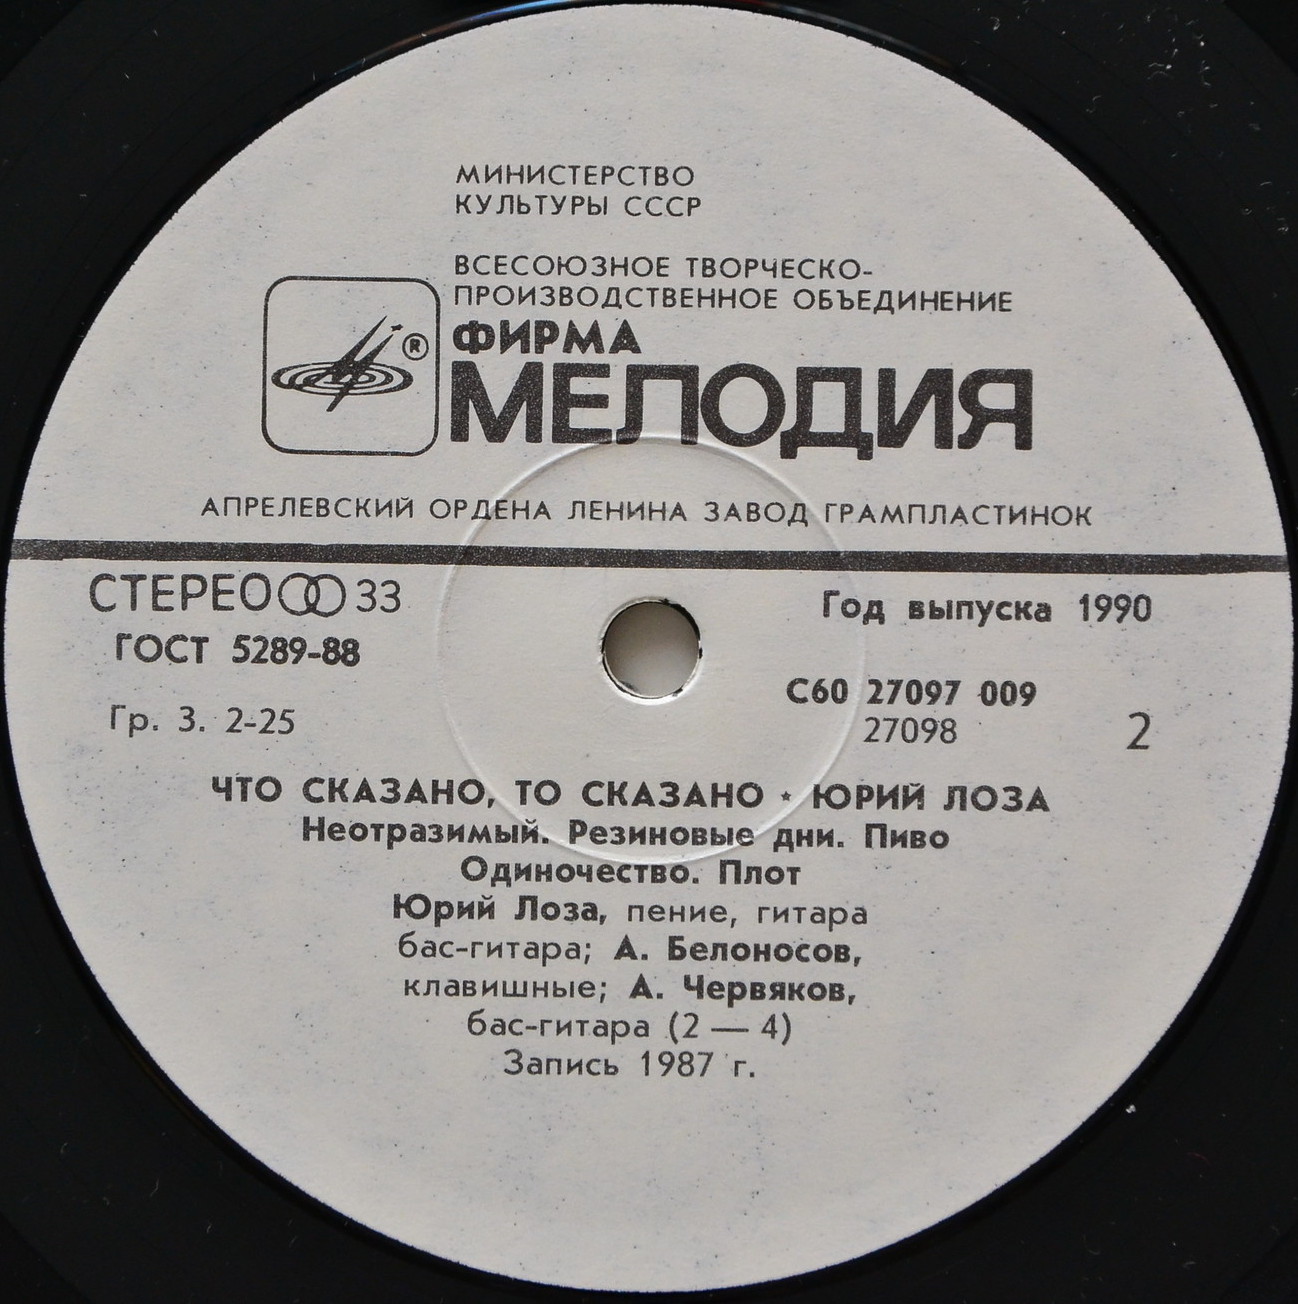 МИНИСТЕРСТВО
КУЛЬТУРЫ СССР
ВСЕСОЮЗНОЕ ТВОРЧЕСКО-
ПРОИЗВОДСТВЕННОЕ ОБЪЕДИНЕНИЕ
ФИРМА
®
МЕЛОДИЯ
АПРЕЛЕВСКИЙ ОРДЕНА ЛЕНИНА ЗАВОД ГРАМПЛАСТИНОК
СТЕРЕО 33
Год выпуска 1990
ГОСТ 5289-88
С60 27097 009
Гр. 3. 2-25
27098
2
ЧТО СКАЗАНО, ТО СКАЗАНО ⋆ ЮРИЙ ЛОЗА
Неотразимый. Резиновые дни. Пиво
Одиночество. Плот
Юрий Лоза, пение, гитара
бас-гитара; А. Белоносов,
клавишные; А. Червяков,
бас-гитара (2 — 4)
Запись 1987 г.